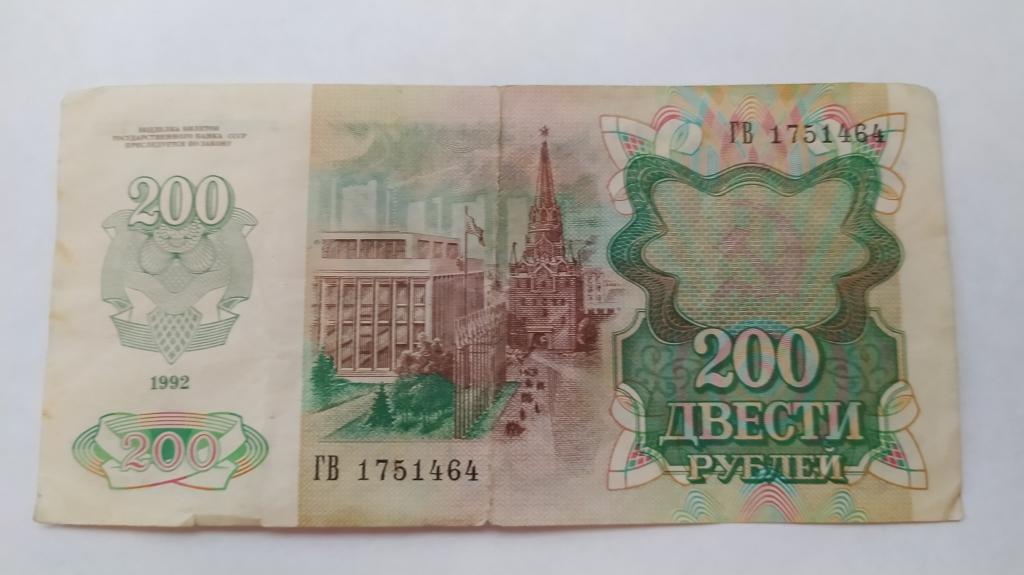 ПОДДЕЛКА БИЛЕТОВ
ГОСУДАРСТВЕННОГО БАНКА СССР
ПРЕСЛЕДУЕТСЯ ПО ЗАКОНУ
200
1992
200
ГВ 1751464
ГВ 1751464
200
ДВЕСТИ
РУБЛЕЙ